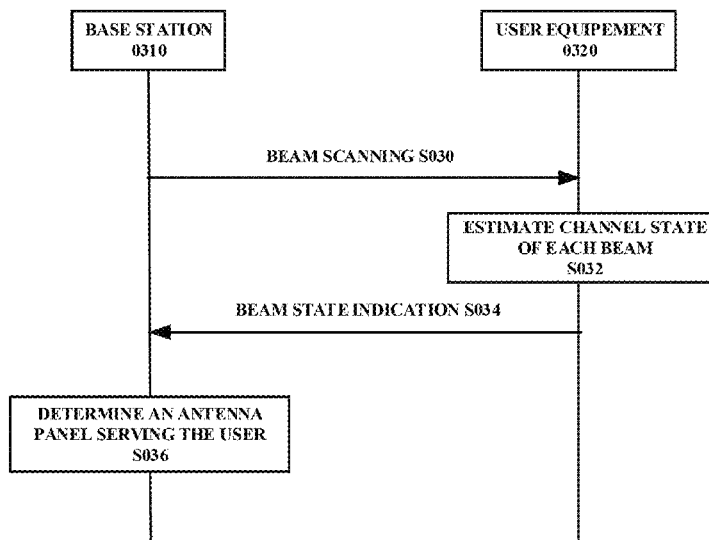 BASE STATION
0310
USER EQUIPEMENT
0320
BEAM SCANNING S030
ESTIMATE CHANNEL STATE
OF EACH BEAM
S032
BEAM STATE INDICATION S034
DETERMINE AN ANTENNA
PANEL SERVING THE USER
S036